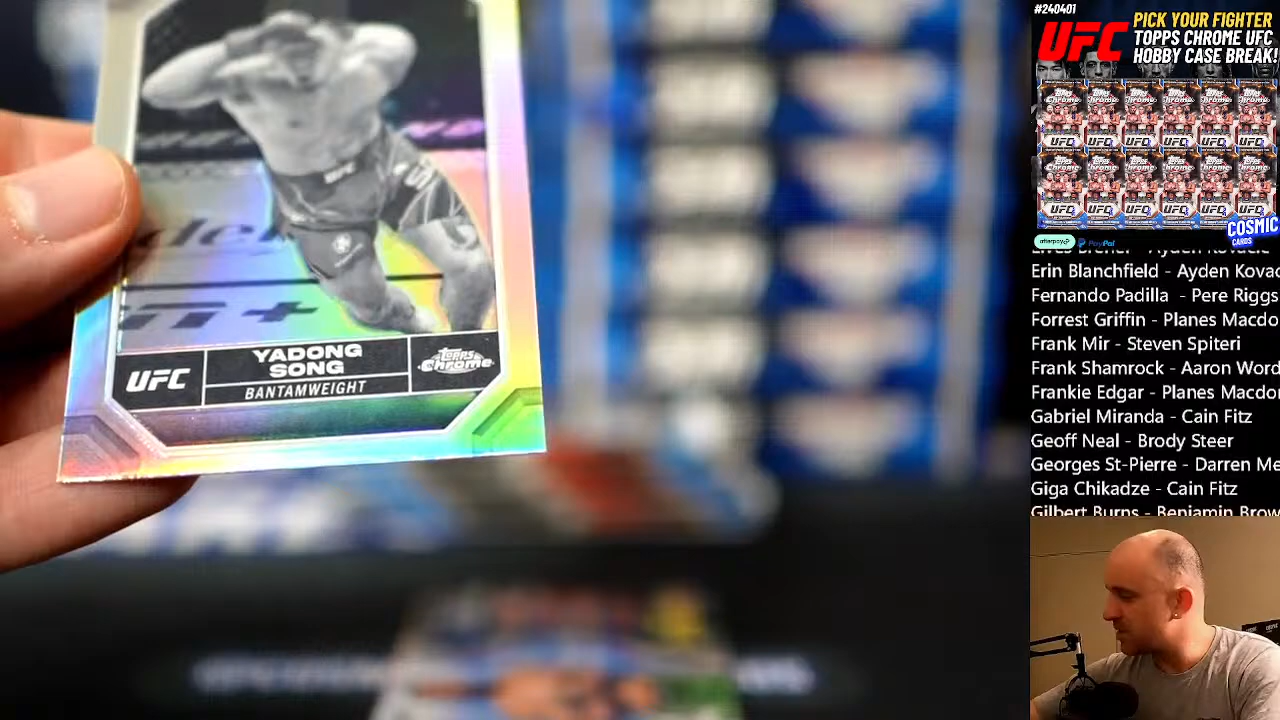 #240401
UFC
PICK YOUR FIGHTER
TOPPS CHROME UFC
HOBBY CASE BREAK!
COSMIC
CARDS
afterpay
PayPal
Erin Blanchfield - Ayden Kovac
Fernando Padilla - Pere Riggs
Forrest Griffin - Planes Macdo
Frank Mir - Steven Spiteri
Frank Shamrock - Aaron Word
Frankie Edgar - Planes Macdo
Gabriel Miranda - Cain Fitz
Geoff Neal - Brody Steer
Georges St-Pierre - Darren Me
Giga Chikadze - Cain Fitz
Gilbert Burns - Benjamin Brow
UFC
YADONG
SONG
BANTAMWEIGHT
TOPPS
Chrome